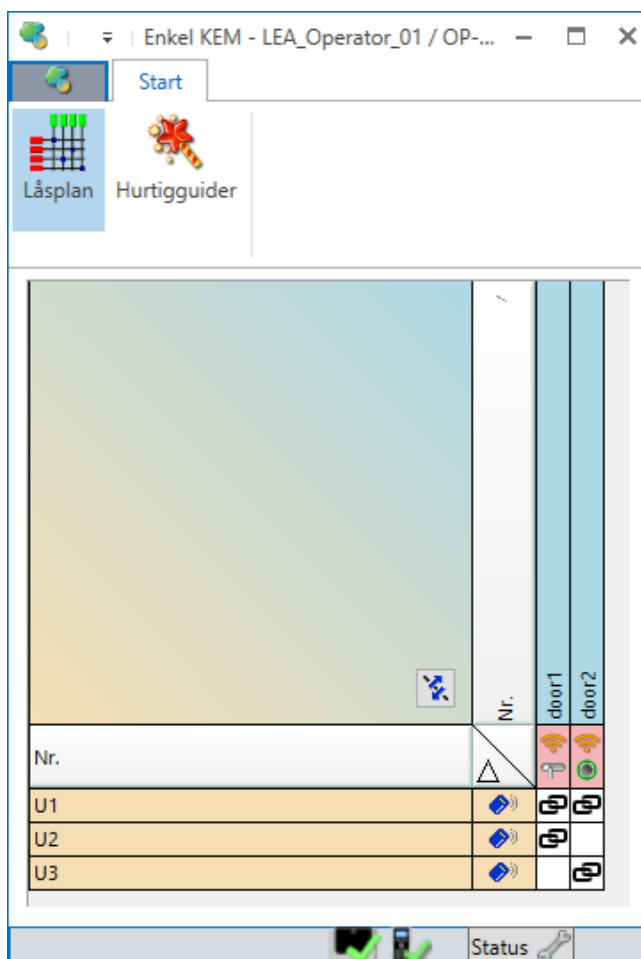 Enkel KEM - LEA_Operator_01 / OP-...
Start
Låsplan
Hurtigguider
Nr.
door1
door2
Nr.
U1
U2
U3
Status